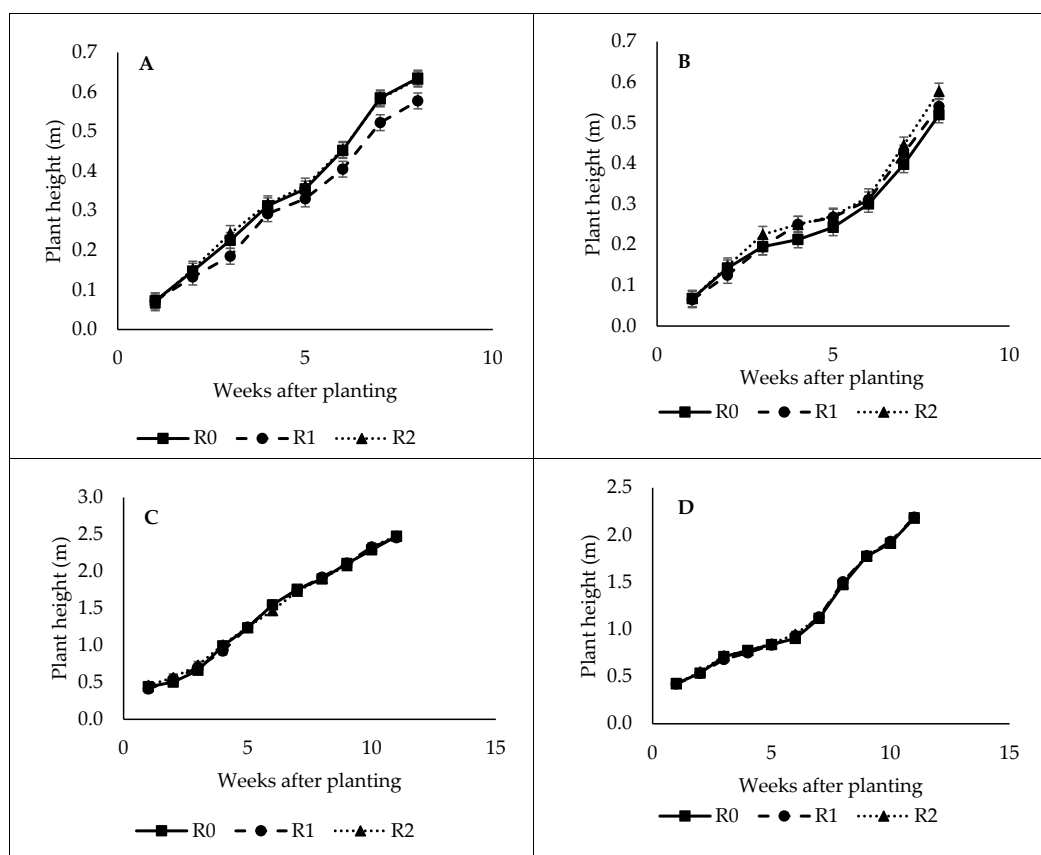 A
Plant height (m)
0.7
0.6
0.5
0.4
0.3
0.2
0.1
0.0
0 5 10
Weeks after planting
R0 R1 R2
B
Plant height (m)
0.7
0.6
0.5
0.4
0.3
0.2
0.1
0.0
0 5 10
Weeks after planting
R0 R1 R2
C
Plant height (m)
3.0
2.5
2.0
1.5
1.0
0.5
0.0
0 5 10 15
Weeks after planting
R0 R1 R2
D
Plant height (m)
2.5
2.0
1.5
1.0
0.5
0.0
0 5 10 15
Weeks after planting
R0 R1 R2